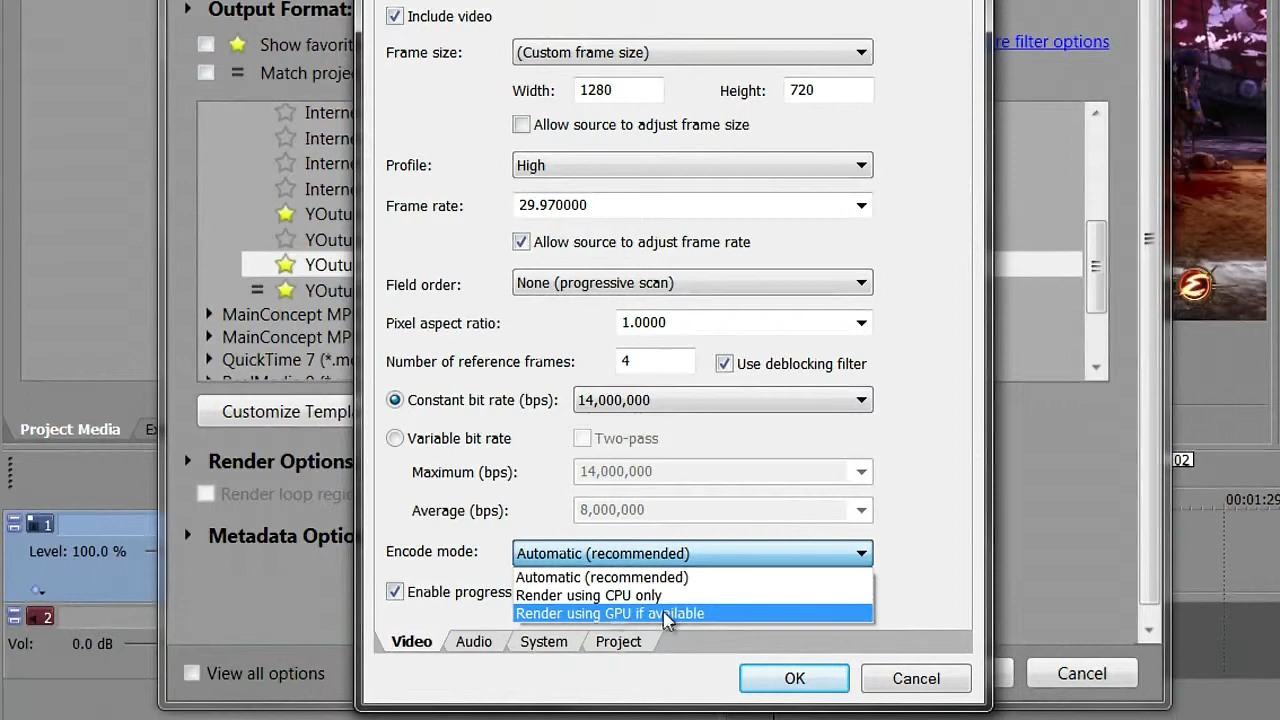 Output Format:
Show favorit
Match proje
Interne
Interne
Interne
Interne
YOutu
YOutu
YOutu
YOutu
MainConcept MP
MainConcept MP
QuickTime 7 (*.mo
Customize Templa
Render Options
Render loop regio
Metadata Optio
View all options
Include video
Frame size:
(Custom frame size)
Width: 1280 Height: 720
Allow source to adjust frame size
Profile: High
Frame rate: 29.970000
Allow source to adjust frame rate
Field order: None (progressive scan)
Pixel aspect ratio: 1.0000
Number of reference frames: 4 Use deblocking filter
Constant bit rate (bps): 14,000,000
Variable bit rate Two-pass
Maximum (bps): 14,000,000
Average (bps): 8,000,000
Encode mode: Automatic (recommended)
Automatic (recommended)
Render using CPU only
Render using GPU if available
Enable progress
Video Audio System Project
OK Cancel
re filter options
Cancel
Project Media Ex
1
Level: 100.0 %
2
Vol: 0.0 dB
02
00:01:29